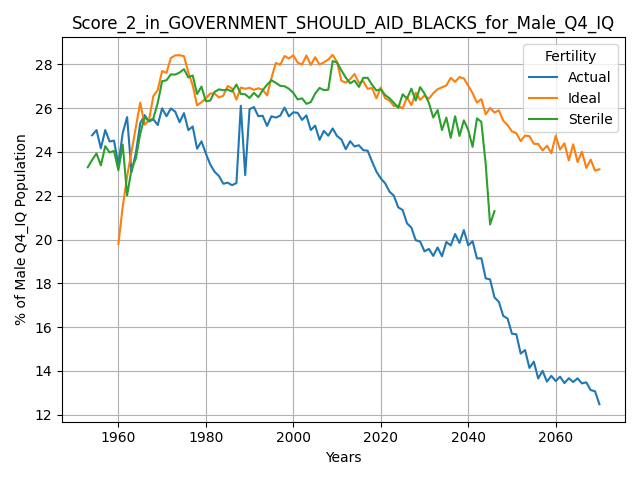 Score_2_in_GOVERNMENT_SHOULD_AID_BLACKS_for_Male_Q4_IQ
Fertility
Actual
Ideal
Sterile
% of Male Q4_IQ Population
28
26
24
22
20
18
16
14
12
1960 1980 2000 2020 2040 2060
Years